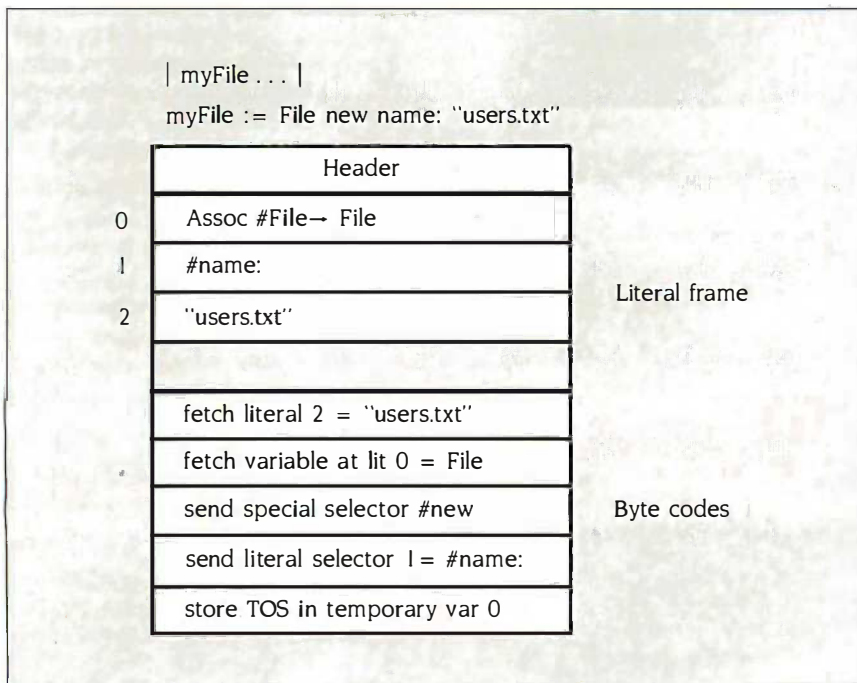 | myFile . . . |
myFile := File new name: "users.txt"
Header
0 Assoc #File→ File
1 #name:
2 "users.txt"
Literal frame
fetch literal 2 = "users.txt"
fetch variable at lit 0 = File
send special selector #new
Byte codes
send literal selector 1 = #name:
store TOS in temporary var 0